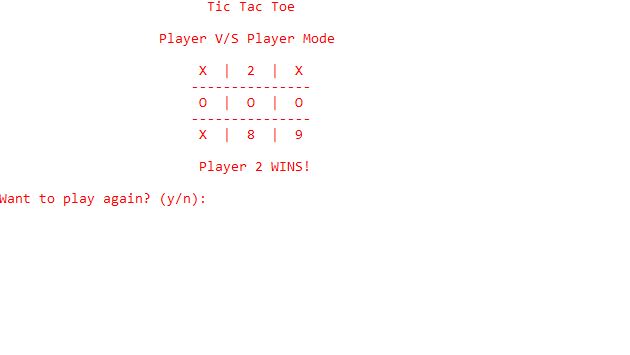 Tic Tac Toe
Player V/S Player Mode
X | 2 | X
---------------
O | O | O
---------------
X | 8 | 9
Player 2 WINS!
Want to play again? (y/n):